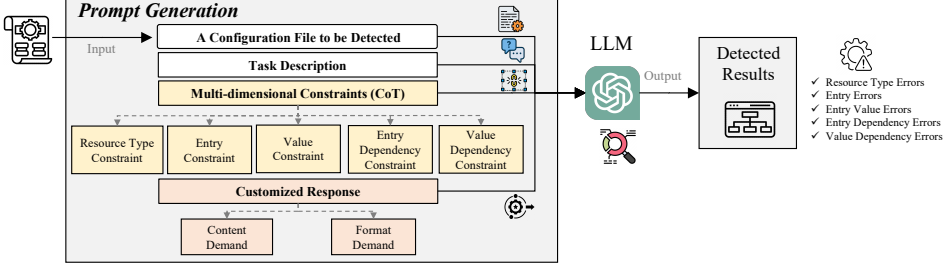 Prompt Generation
Input
A Configuration File to be Detected
Task Description
Multi-dimensional Constraints (CoT)
Resource Type
Constraint
Entry
Constraint
Value
Constraint
Entry
Dependency
Constraint
Value
Dependency
Constraint
Customized Response
Content
Demand
Format
Demand
LLM
Output
Detected
Results
✓ Resource Type Errors
✓ Entry Errors
✓ Entry Value Errors
✓ Entry Dependency Errors
✓ Value Dependency Errors